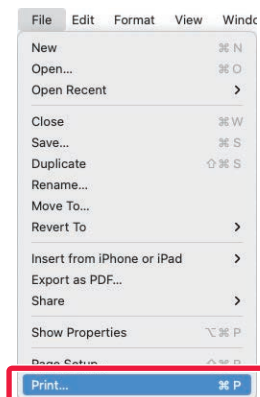 File Edit Format View
New ⌘ N
Open... ⌘ O
Open Recent >
Close ⌘ W
Save... ⌘ S
Duplicate ⇧ ⌘ S
Rename...
Move To...
Revert To >
Insert from iPhone or iPad >
Export as PDF...
Share >
Show Properties ⌥ ⌘ P
Page Setup ⇧ ⌘ P
Print... ⌘ P